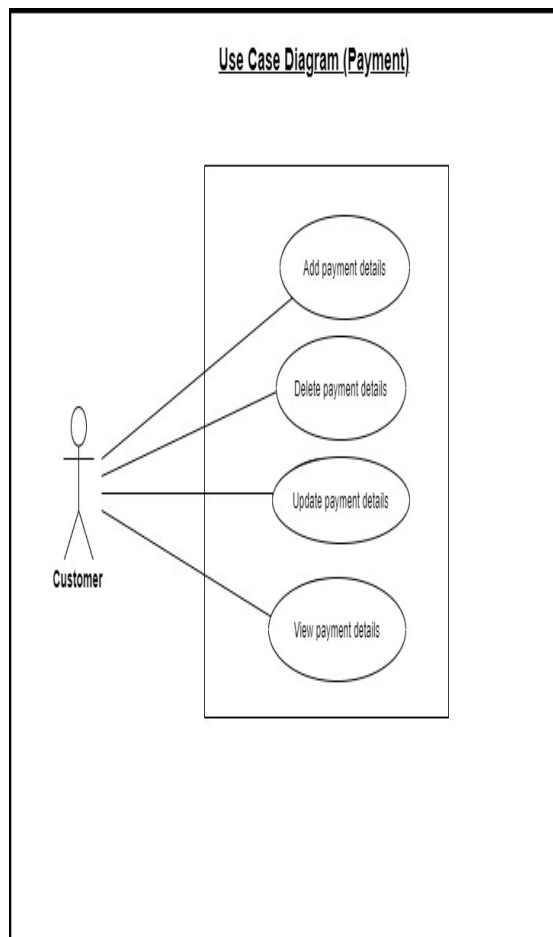 Use Case Diagram (Payment)
Add payment details
Delete payment details
Update payment details
View payment details
Customer